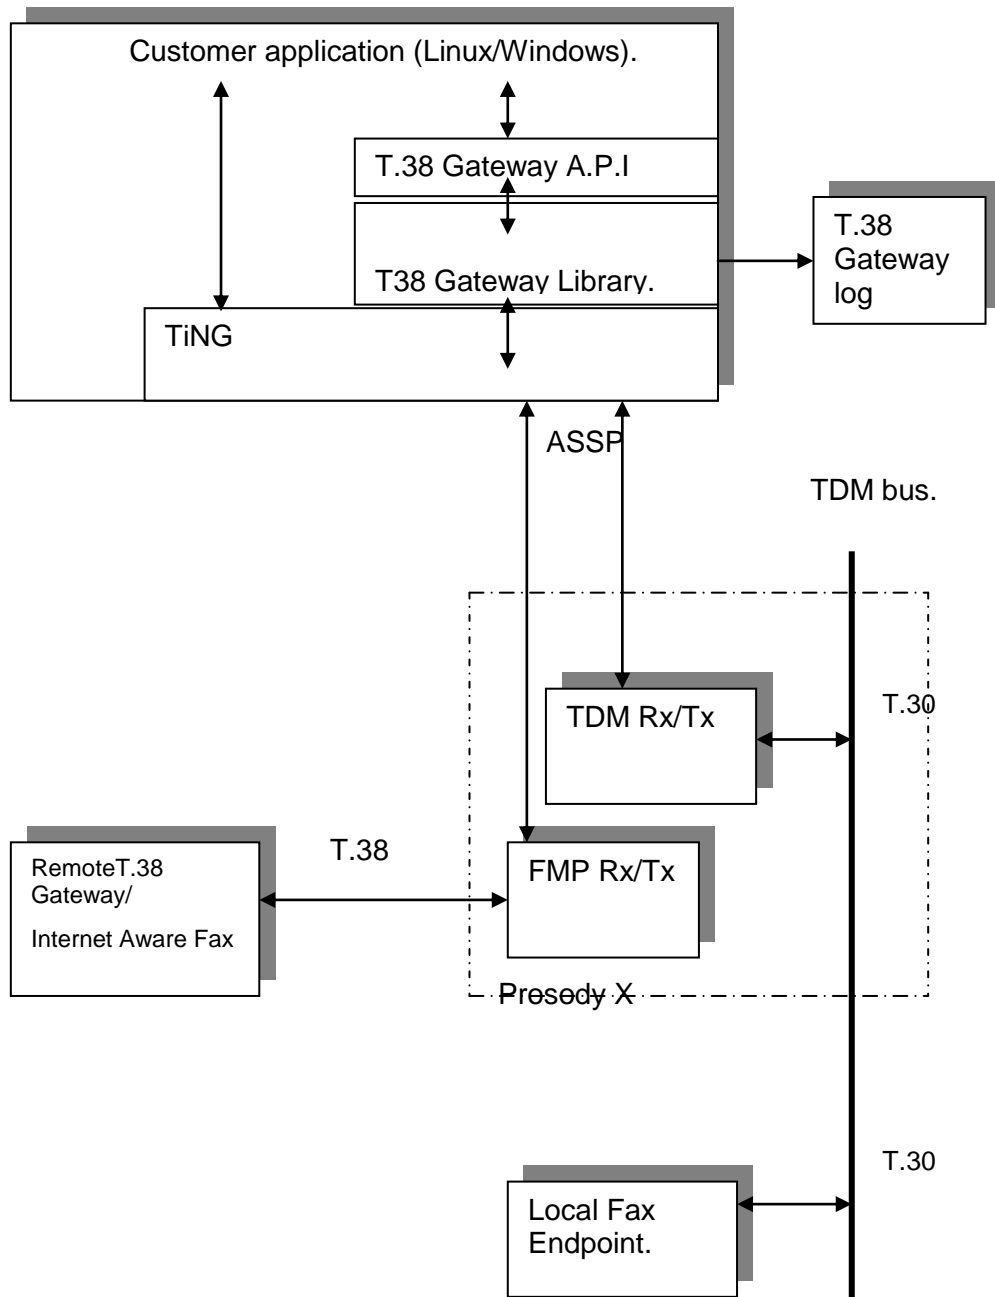 Customer application (Linux/Windows).
T.38 Gateway A.P.I
T38 Gateway Library.
T.38
Gateway
log
TiNG
ASSP
TDM bus.
TDM Rx/Tx
T.30
T.38
RemoteT.38
Gateway/
Internet Aware Fax
FMP Rx/Tx
Prosody X
T.30
Local Fax
Endpoint.